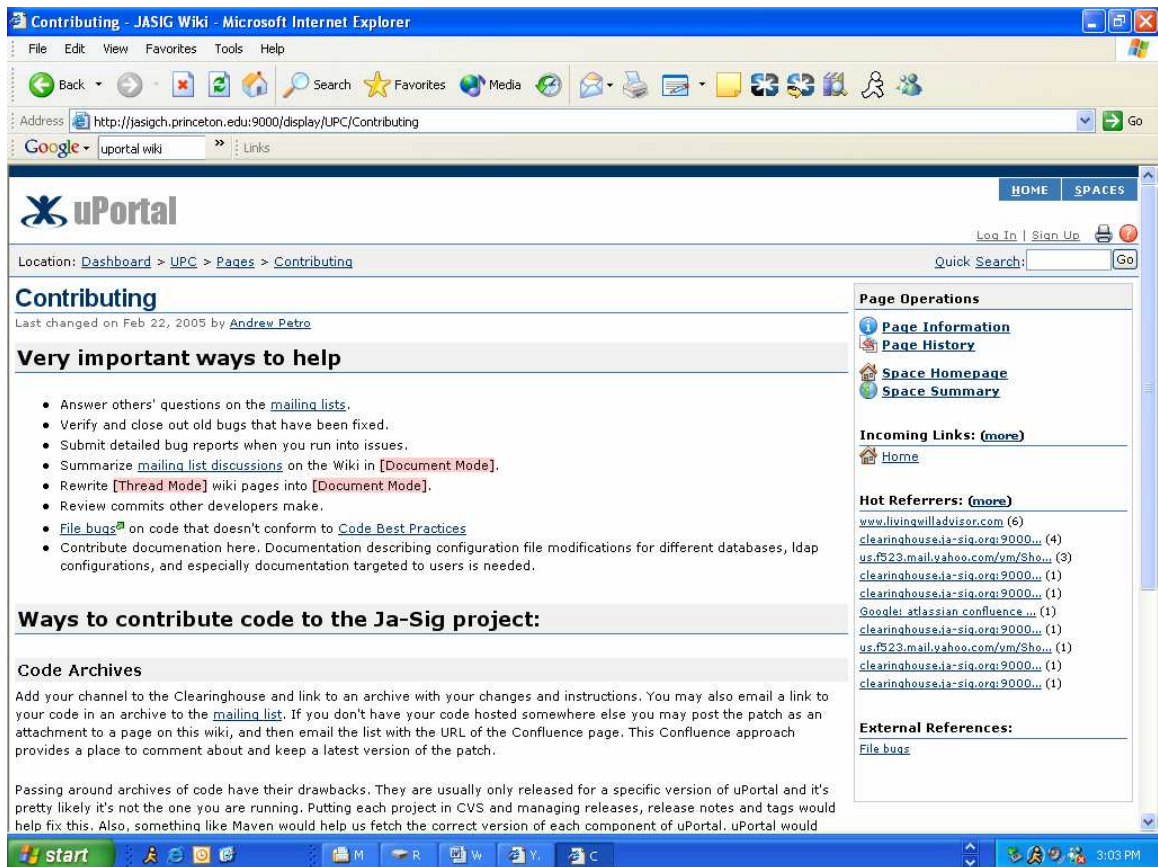 Contributing - JASIG Wiki - Microsoft Internet Explorer
File Edit View Favorites Tools Help
Back Search Favorites Media
Address http://jasigch.princeton.edu:9000/display/UPC/Contributing Go
Google uportal wiki » Links
HOME SPACES
uPortal
Log In | Sign Up
Location: Dashboard > UPC > Pages > Contributing Quick Search: Go
Contributing
Last changed on Feb 22, 2005 by Andrew Petro
Very important ways to help
• Answer others' questions on the mailing lists.
• Verify and close out old bugs that have been fixed.
• Submit detailed bug reports when you run into issues.
• Summarize mailing list discussions on the Wiki in [Document Mode].
• Rewrite [Thread Mode] wiki pages into [Document Mode].
• Review commits other developers make.
• File bugs on code that doesn't conform to Code Best Practices
• Contribute documenation here. Documentation describing configuration file modifications for different databases, ldap
configurations, and especially documentation targeted to users is needed.
Ways to contribute code to the Ja-Sig project:
Code Archives
Add your channel to the Clearinghouse and link to an archive with your changes and instructions. You may also email a link to
your code in an archive to the mailing list. If you don't have your code hosted somewhere else you may post the patch as an
attachment to a page on this wiki, and then email the list with the URL of the Confluence page. This Confluence approach
provides a place to comment about and keep a latest version of the patch.
Passing around archives of code have their drawbacks. They are usually only released for a specific version of uPortal and it's
pretty likely it's not the one you are running. Putting each project in CVS and managing releases, release notes and tags would
help fix this. Also, something like Maven would help us fetch the correct version of each component of uPortal. uPortal would
Page Operations
Page Information
Page History
Space Homepage
Space Summary
Incoming Links: (more)
Home
Hot Referrers: (more)
www.livingwilladvisor.com (6)
clearinghouse.ja-sig.org:9000... (4)
us.f523.mail.yahoo.com/ym/Sho... (3)
clearinghouse.ja-sig.org:9000... (1)
clearinghouse.ja-sig.org:9000... (1)
Google: atlassian confluence ... (1)
clearinghouse.ja-sig.org:9000... (1)
us.f523.mail.yahoo.com/ym/Sho... (1)
clearinghouse.ja-sig.org:9000... (1)
clearinghouse.ja-sig.org:9000... (1)
External References:
File bugs
start M R W Y. C 3:03 PM